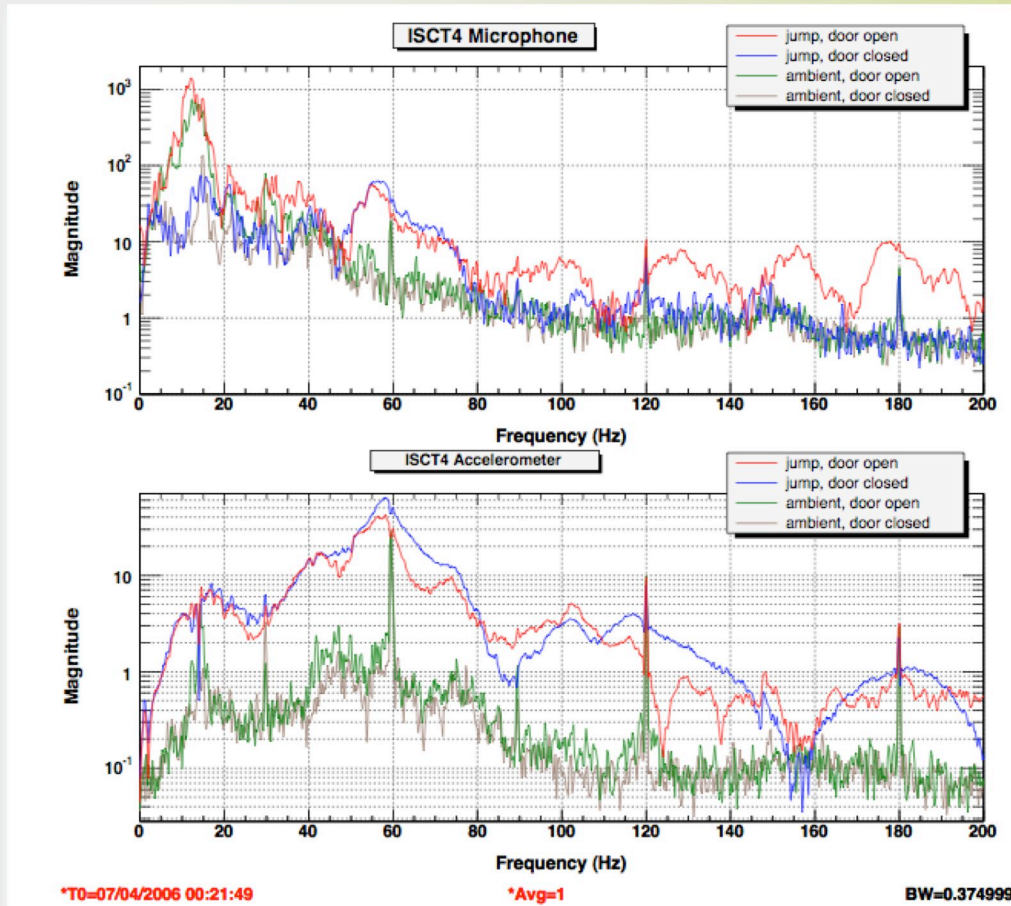 ISCT4 Microphone
jump, door open
jump, door closed
ambient, door open
ambient, door closed
10^3
10^2
10
1
10^-1
Magnitude
0 20 40 60 80 100 120 140 160 180 200
Frequency (Hz)
ISCT4 Accelerometer
jump, door open
jump, door closed
ambient, door open
ambient, door closed
10
1
10^-1
Magnitude
0 20 40 60 80 100 120 140 160 180 200
Frequency (Hz)
*T0=07/04/2006 00:21:49 *Avg=1 BW=0.374999